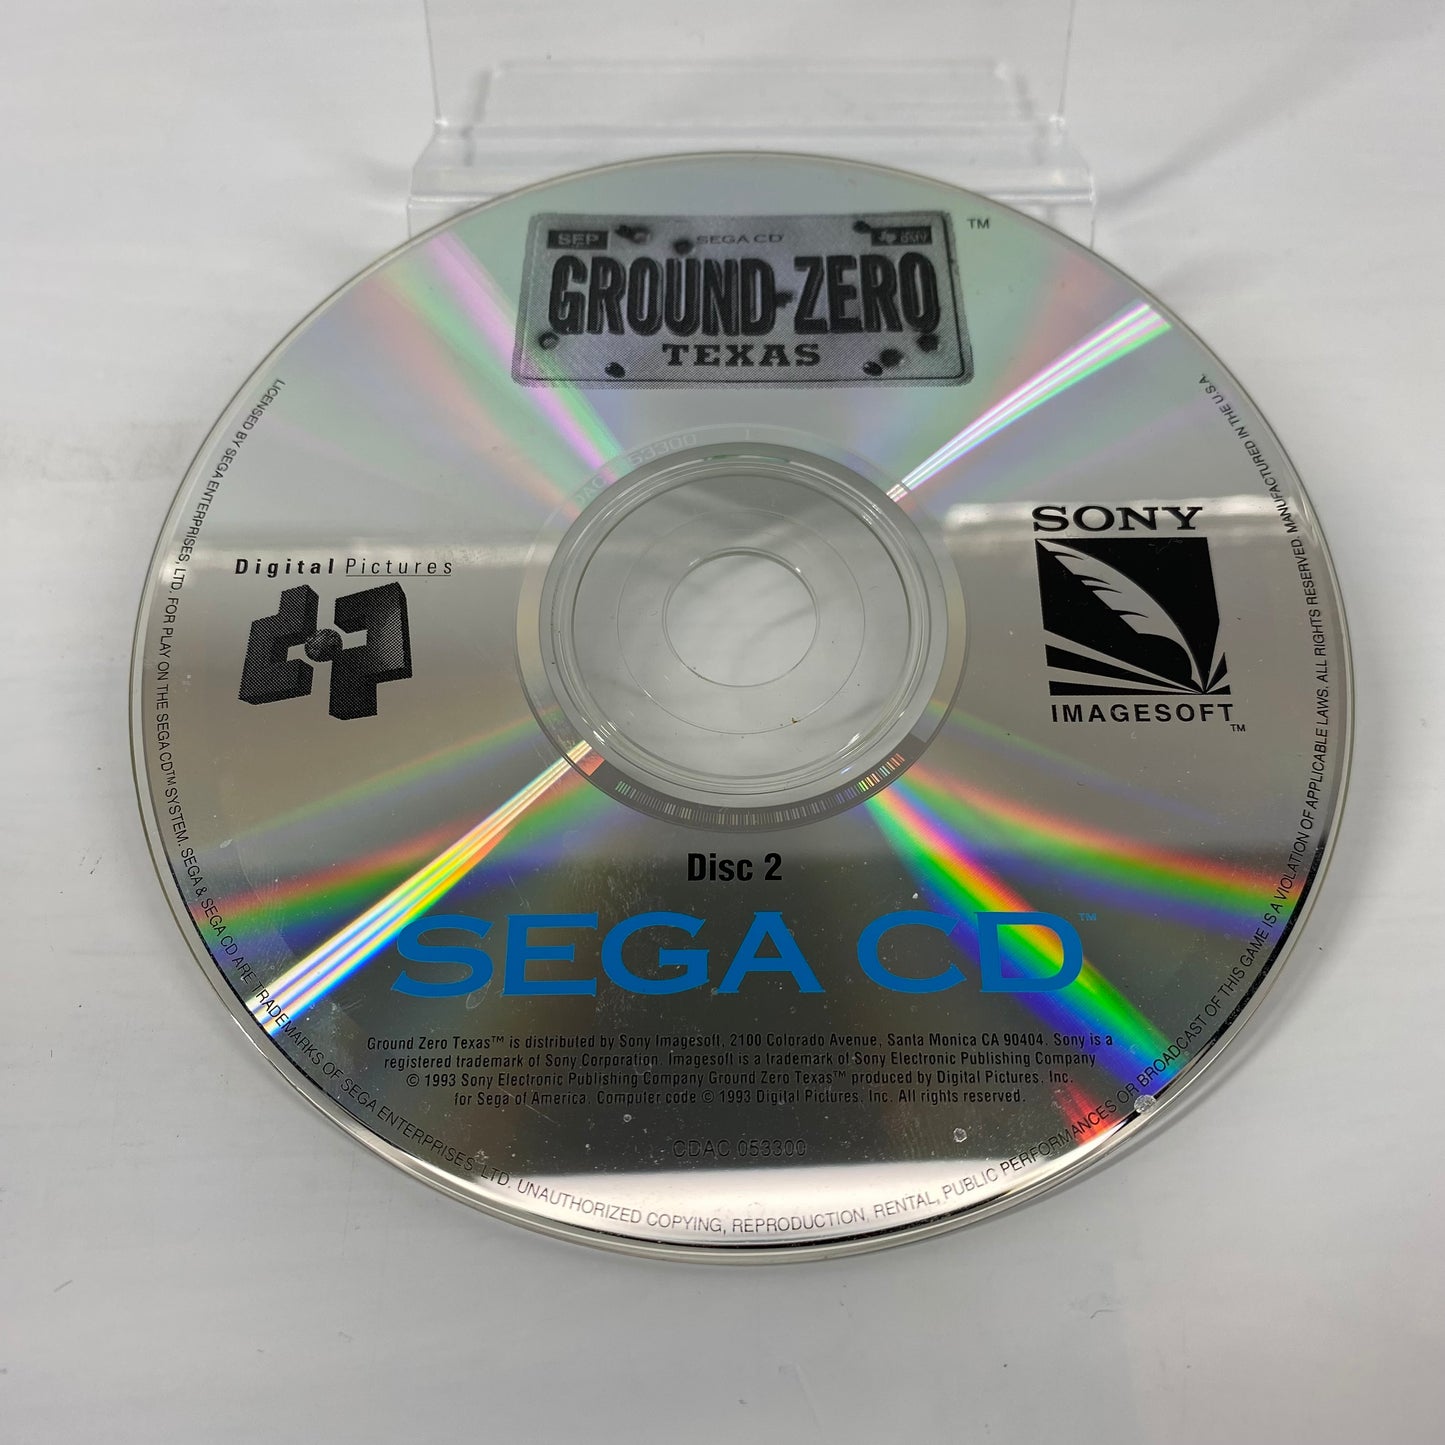 SEP SEGA CD
GROUND ZERO
TEXAS
TM
Digital Pictures
SONY
IMAGESOFT™
Disc 2
SEGA CD™
Ground Zero Texas™ is distributed by Sony Imagesoft, 2100 Colorado Avenue, Santa Monica CA 90404. Sony is a
registered trademark of Sony Corporation. Imagesoft is a trademark of Sony Electronic Publishing Company
© 1993 Sony Electronic Publishing Company Ground Zero Texas™ produced by Digital Pictures, Inc.
for Sega of America. Computer code © 1993 Digital Pictures, Inc. All rights reserved.
CDAC 053300
CDAC 053300 1
LICENSED BY SEGA ENTERPRISES, LTD. FOR PLAY ON THE SEGA CD™ SYSTEM. SEGA & SEGA CD ARE TRADEMARKS OF SEGA ENTERPRISES, LTD. UNAUTHORIZED COPYING, REPRODUCTION, RENTAL, PUBLIC PERFORMANCES OR BROADCAST OF THIS GAME IS A VIOLATION OF APPLICABLE LAWS. ALL RIGHTS RESERVED. MANUFACTURED IN THE U.S.A.